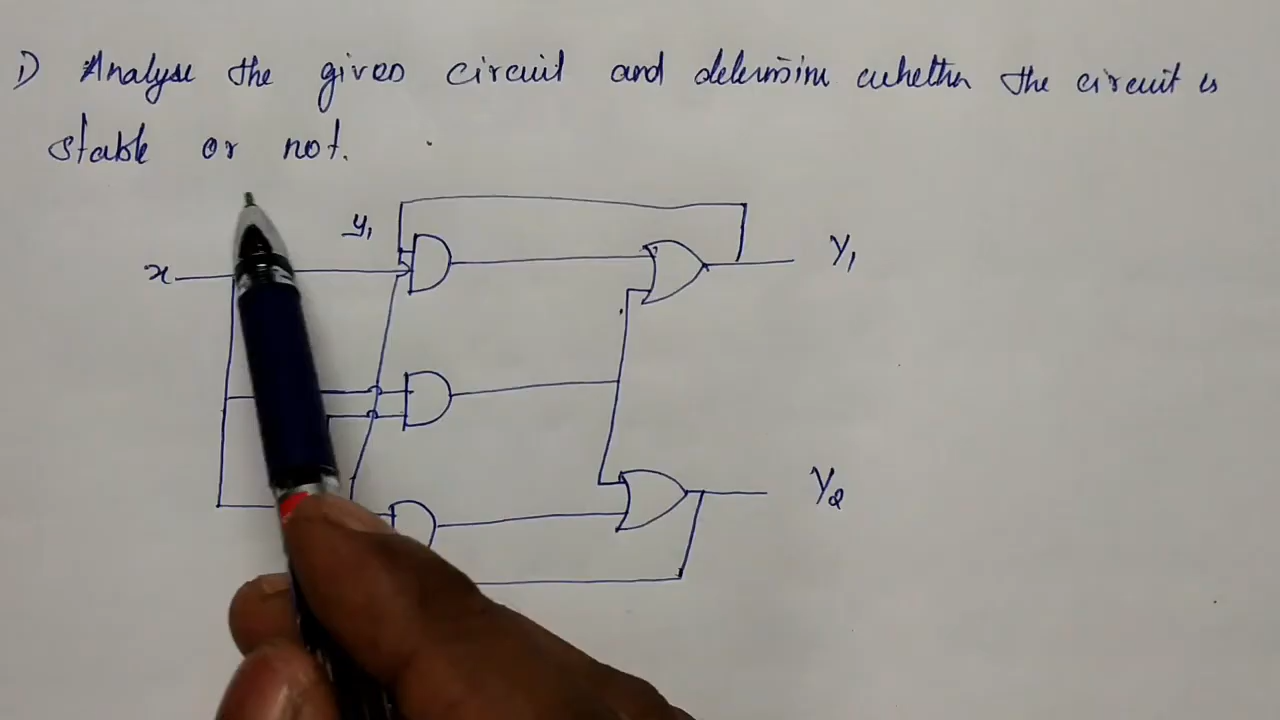 1) Analyse the given circuit and determine whether the circuit is
stable or not.
y₁
x
Y₁
Y₂